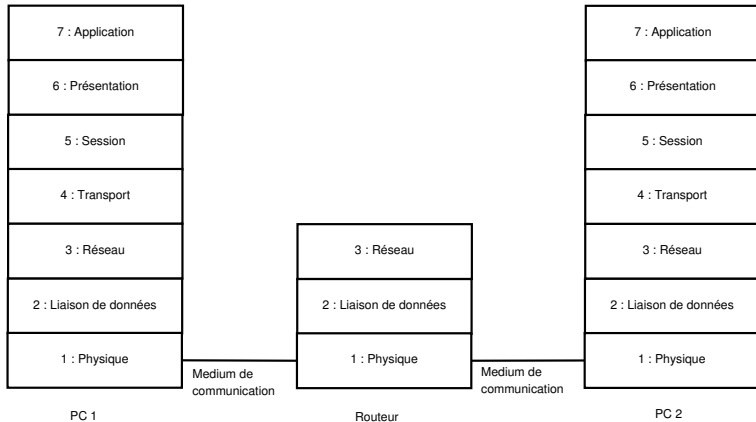 7 : Application
6 : Présentation
5 : Session
4 : Transport
3 : Réseau
2 : Liaison de données
1 : Physique
PC 1
Medium de
communication
3 : Réseau
2 : Liaison de données
1 : Physique
Routeur
Medium de
communication
7 : Application
6 : Présentation
5 : Session
4 : Transport
3 : Réseau
2 : Liaison de données
1 : Physique
PC 2